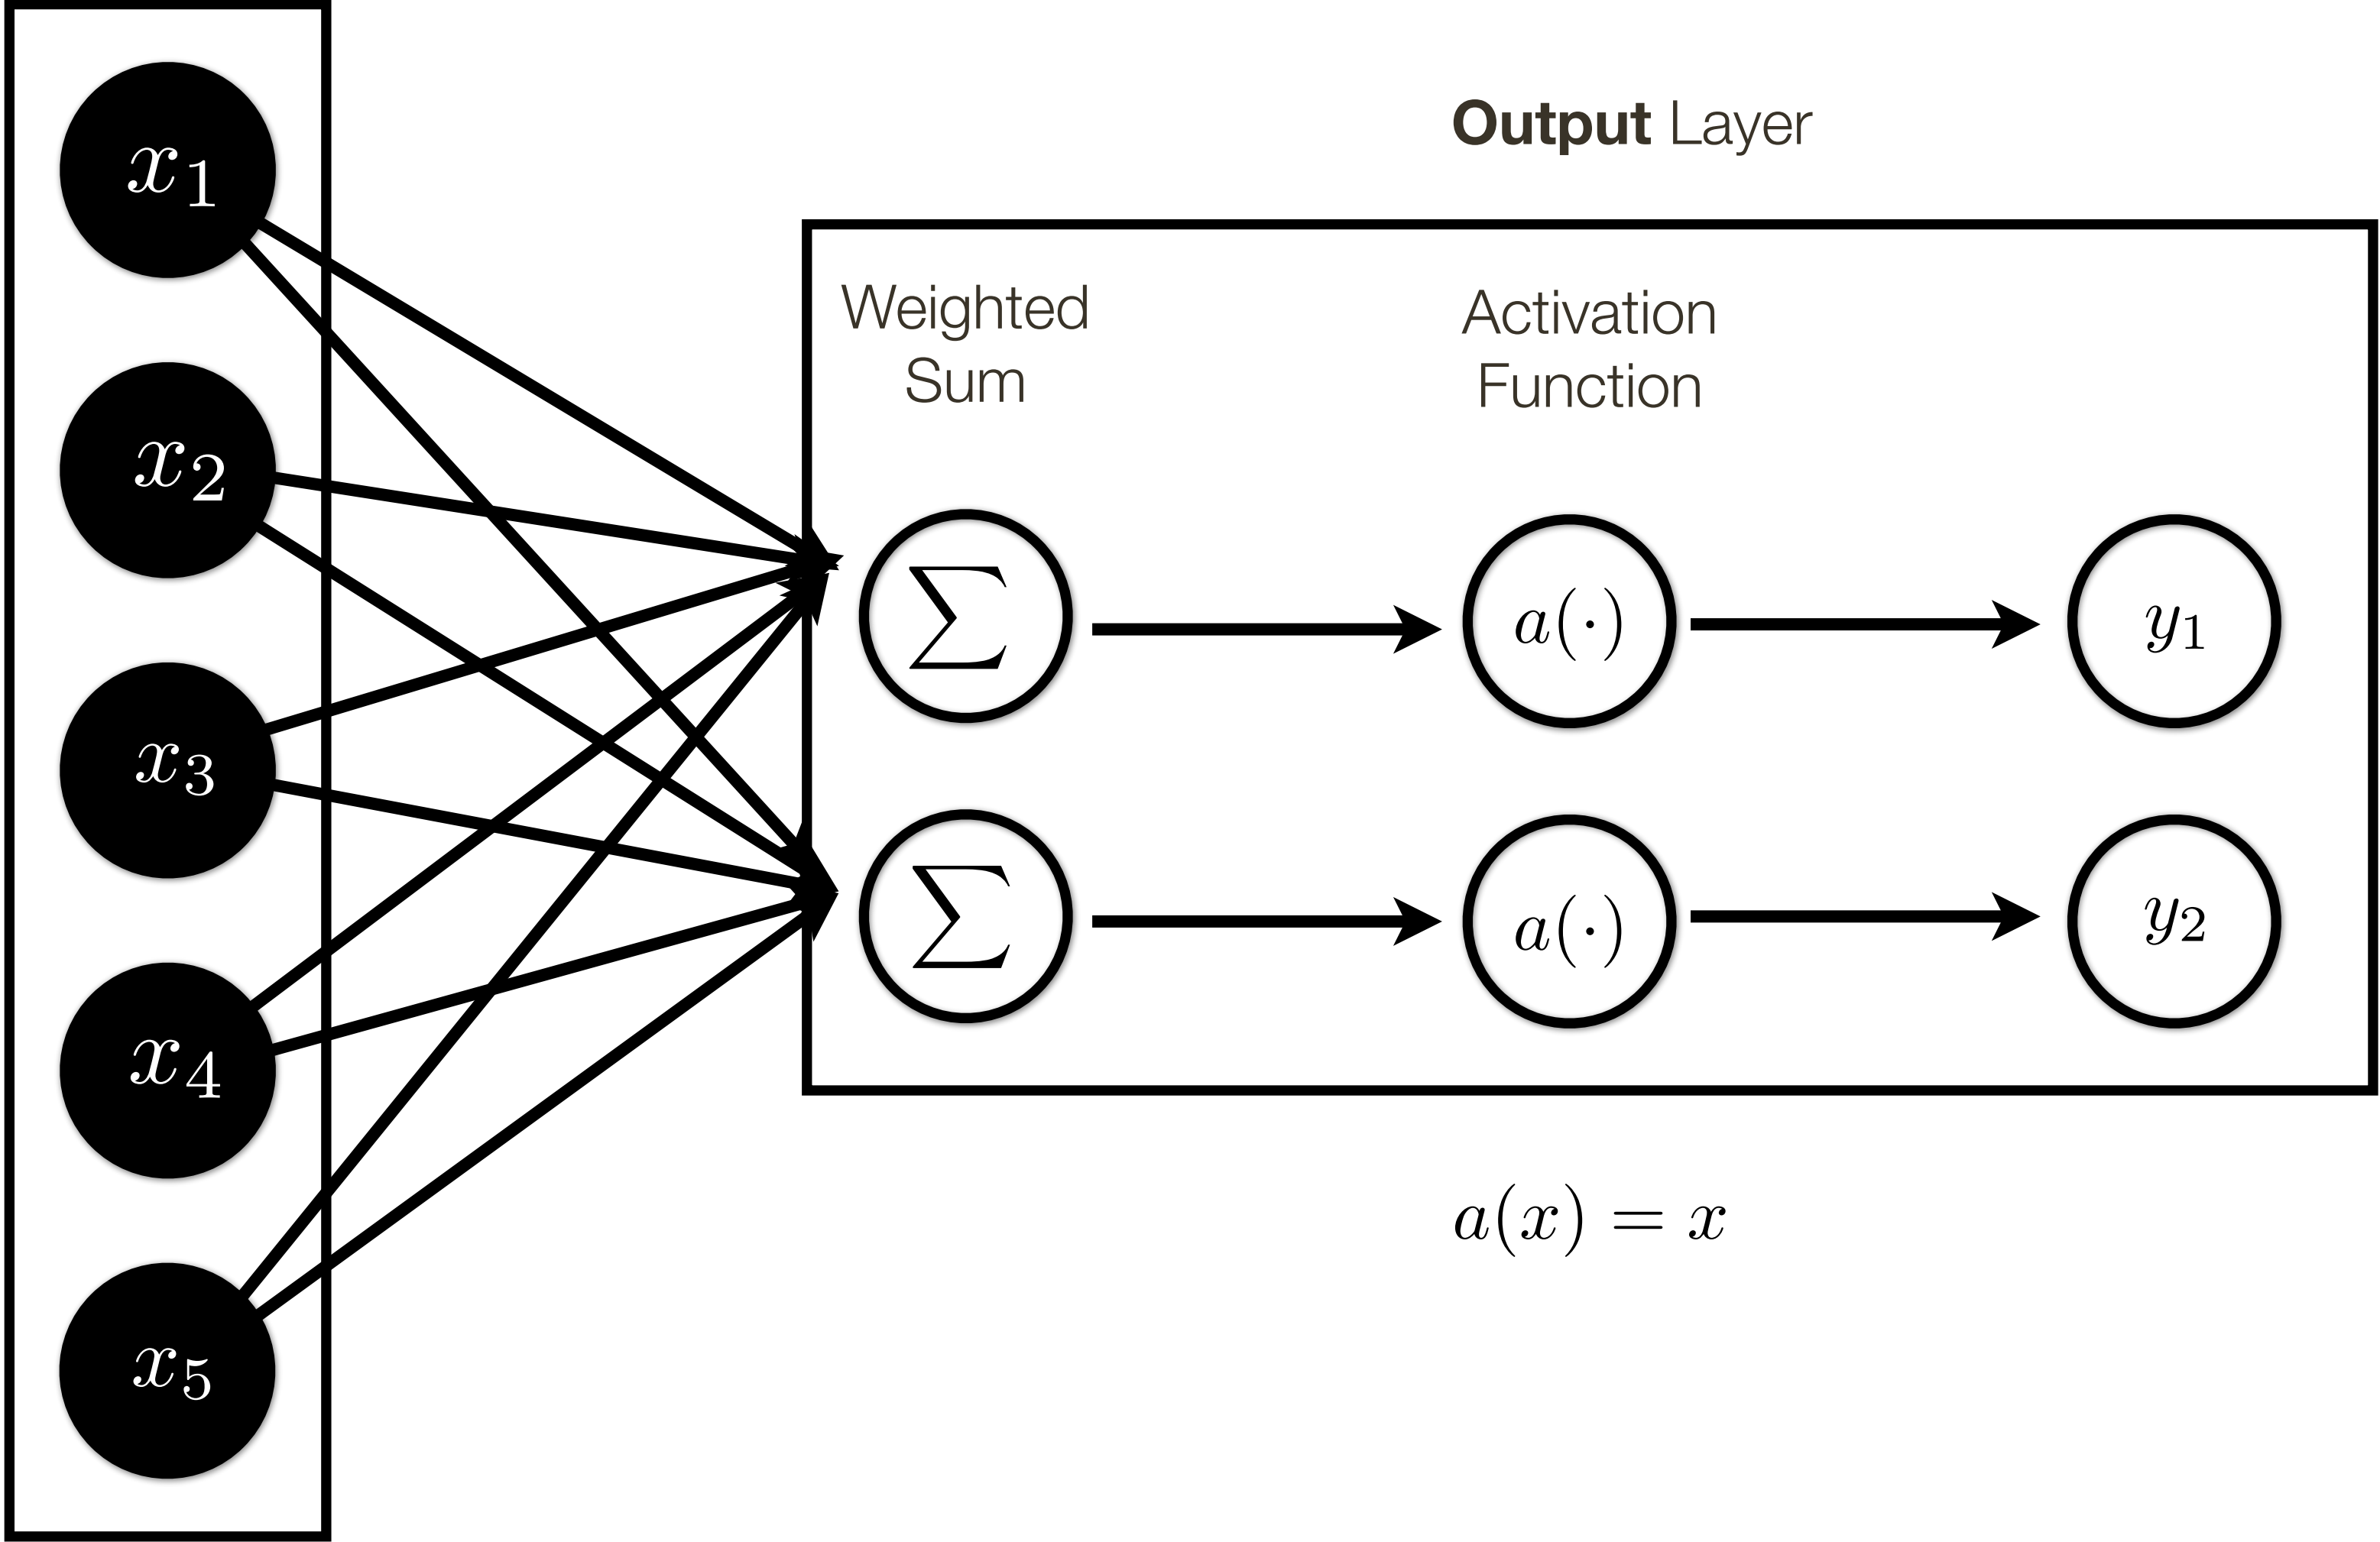 x₁
x₂
x₃
x₄
x₅
Output Layer
Weighted
Sum
Activation
Function
∑
a(·)
y₁
∑
a(·)
y₂
a(x) = x